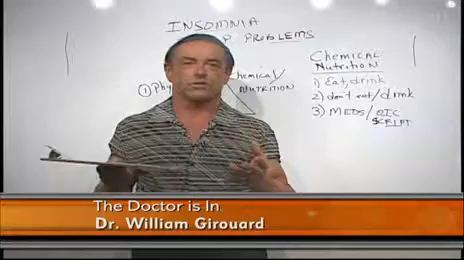 INSOMNIA
PROBLEMS
Chemical
NUTRITION
① Phy Chemical/
NUTRITION
1) Eat, drink
2) don't eat/drink
3) MEDS/OTC
SCRIPT
The Doctor is In
Dr. William Girouard